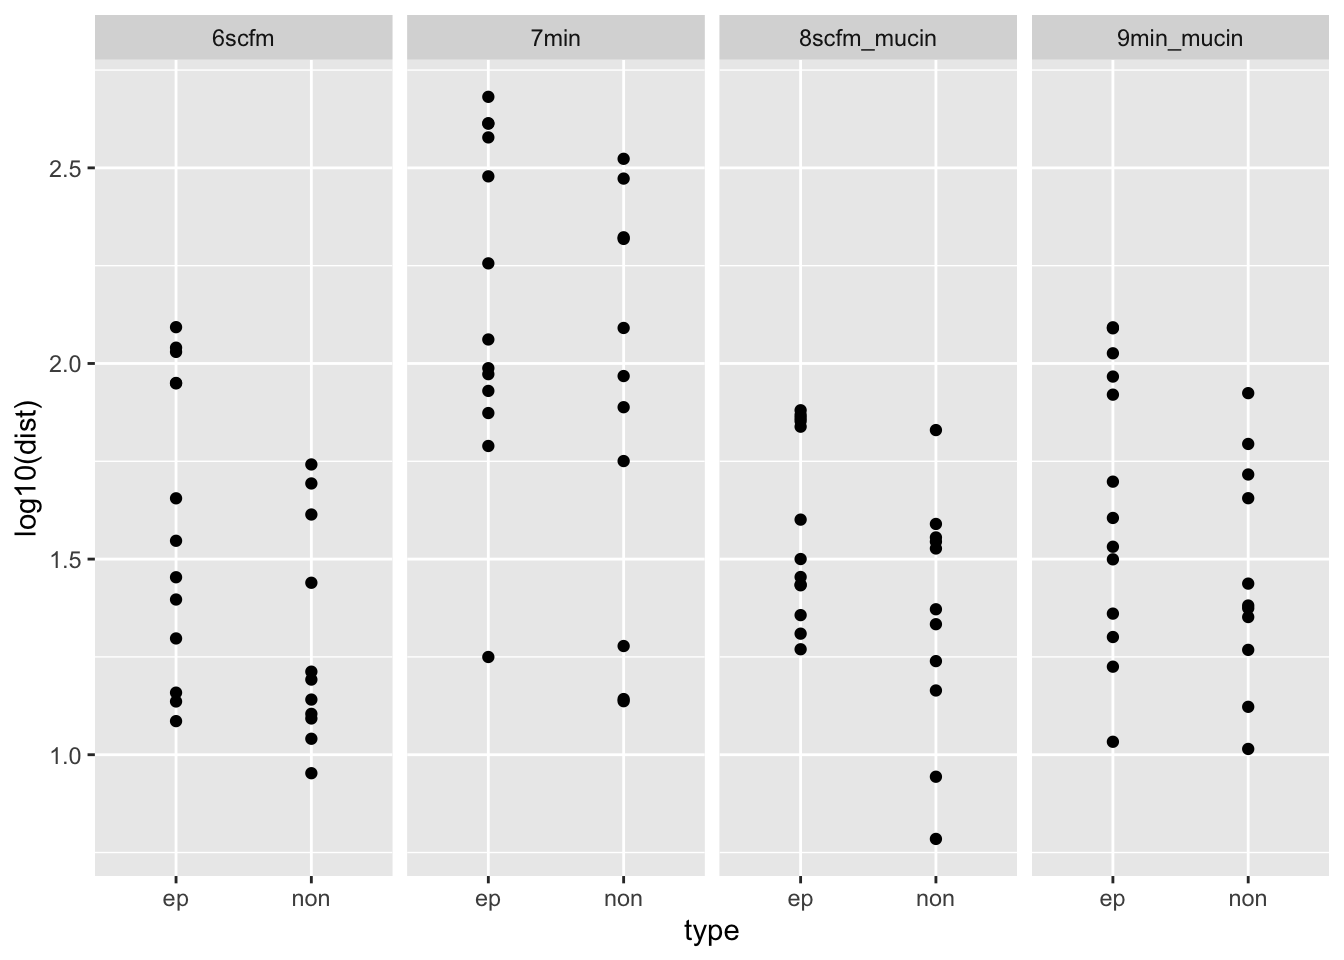 6scfm 7min 8scfm_mucin 9min_mucin
log10(dist)
2.5
2.0
1.5
1.0
ep non ep non ep non ep non
type